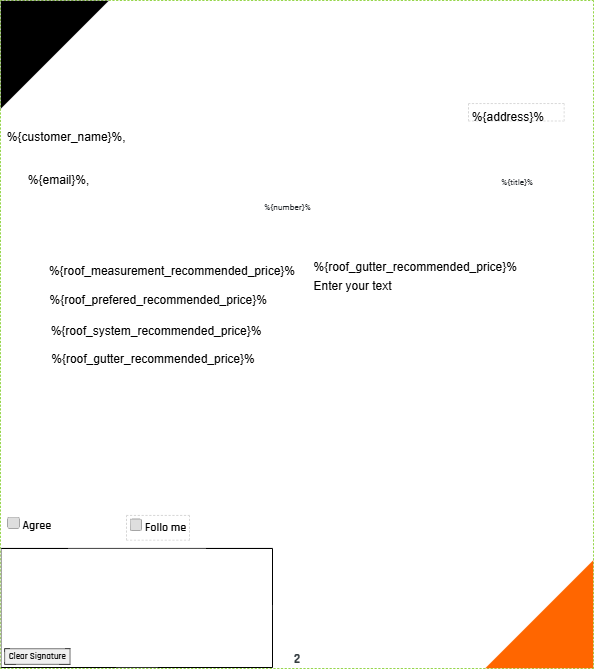 %{address}%
%{customer_name}%,
%{email}%,
%{title}%
%{number}%
%{roof_measurement_recommended_price}%
%{roof_gutter_recommended_price}%
Enter your text
%{roof_prefered_recommended_price}%
%{roof_system_recommended_price}%
%{roof_gutter_recommended_price}%
Agree
Follo me
Clear Signature
2